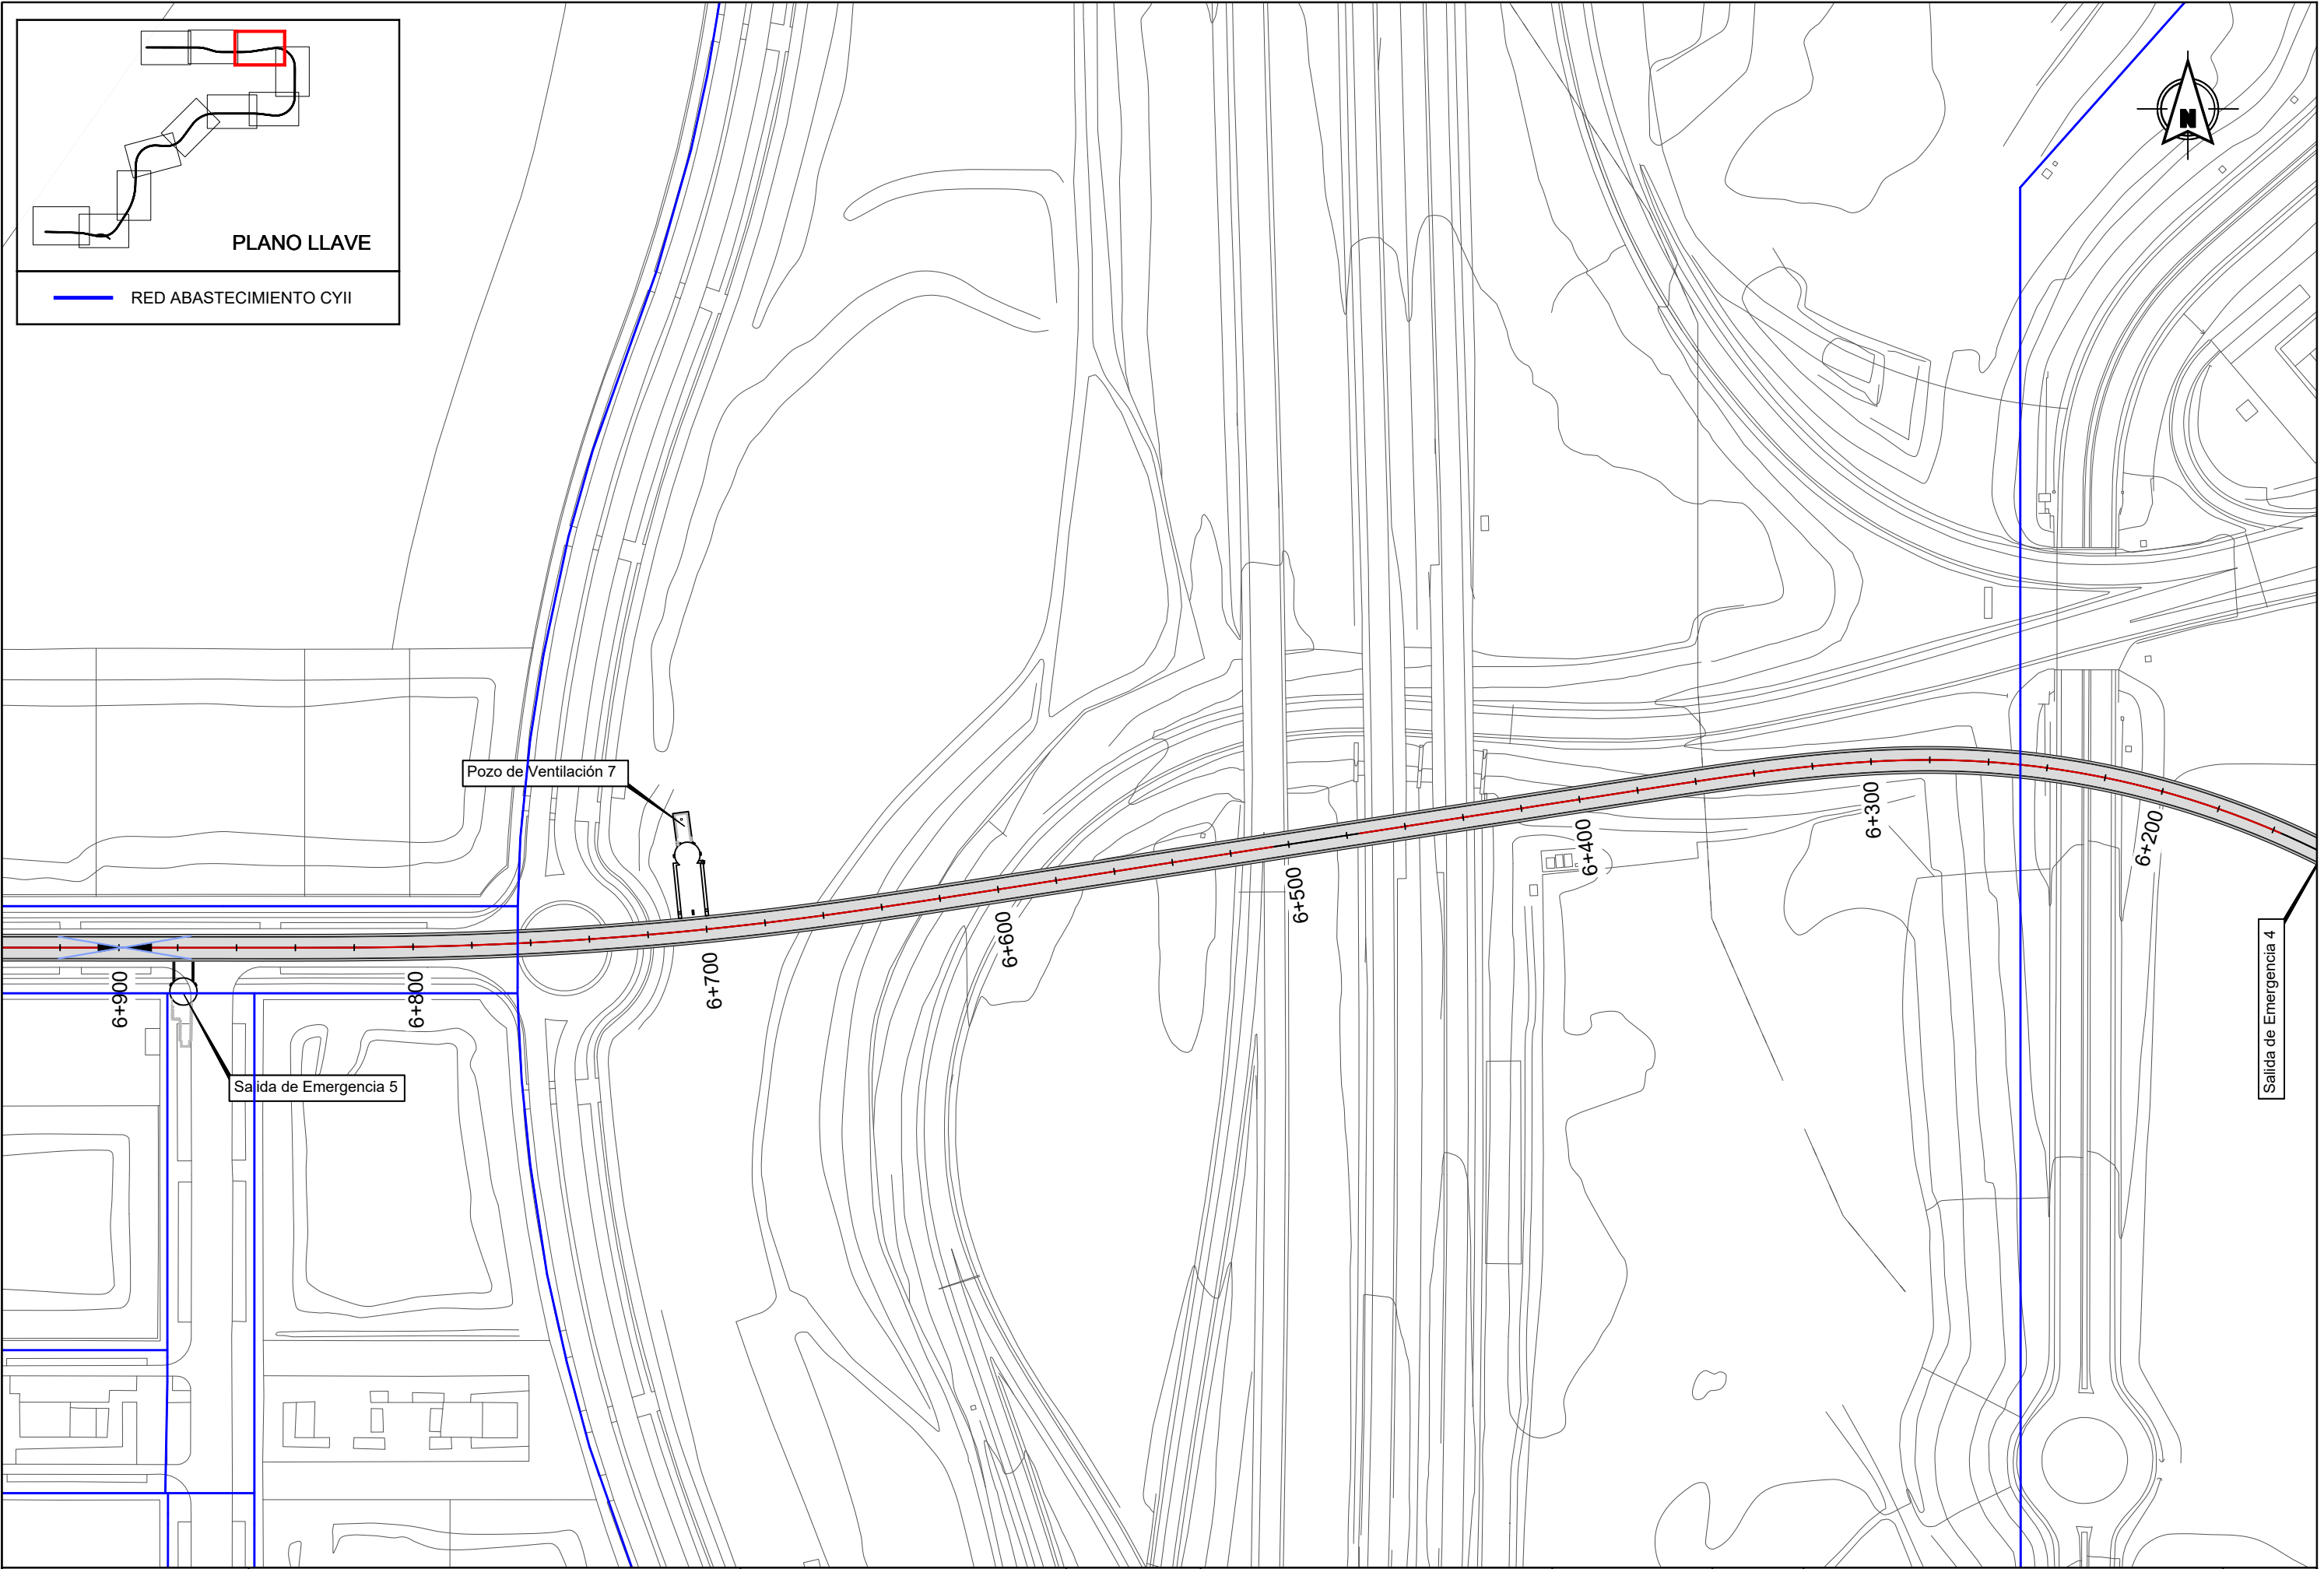 PLANO LLAVE
RED ABASTECIMIENTO CYII
N
Pozo de Ventilación 7
6+900
6+800
6+700
6+600
6+500
6+400
6+300
6+200
Salida de Emergencia 5
Salida de Emergencia 4